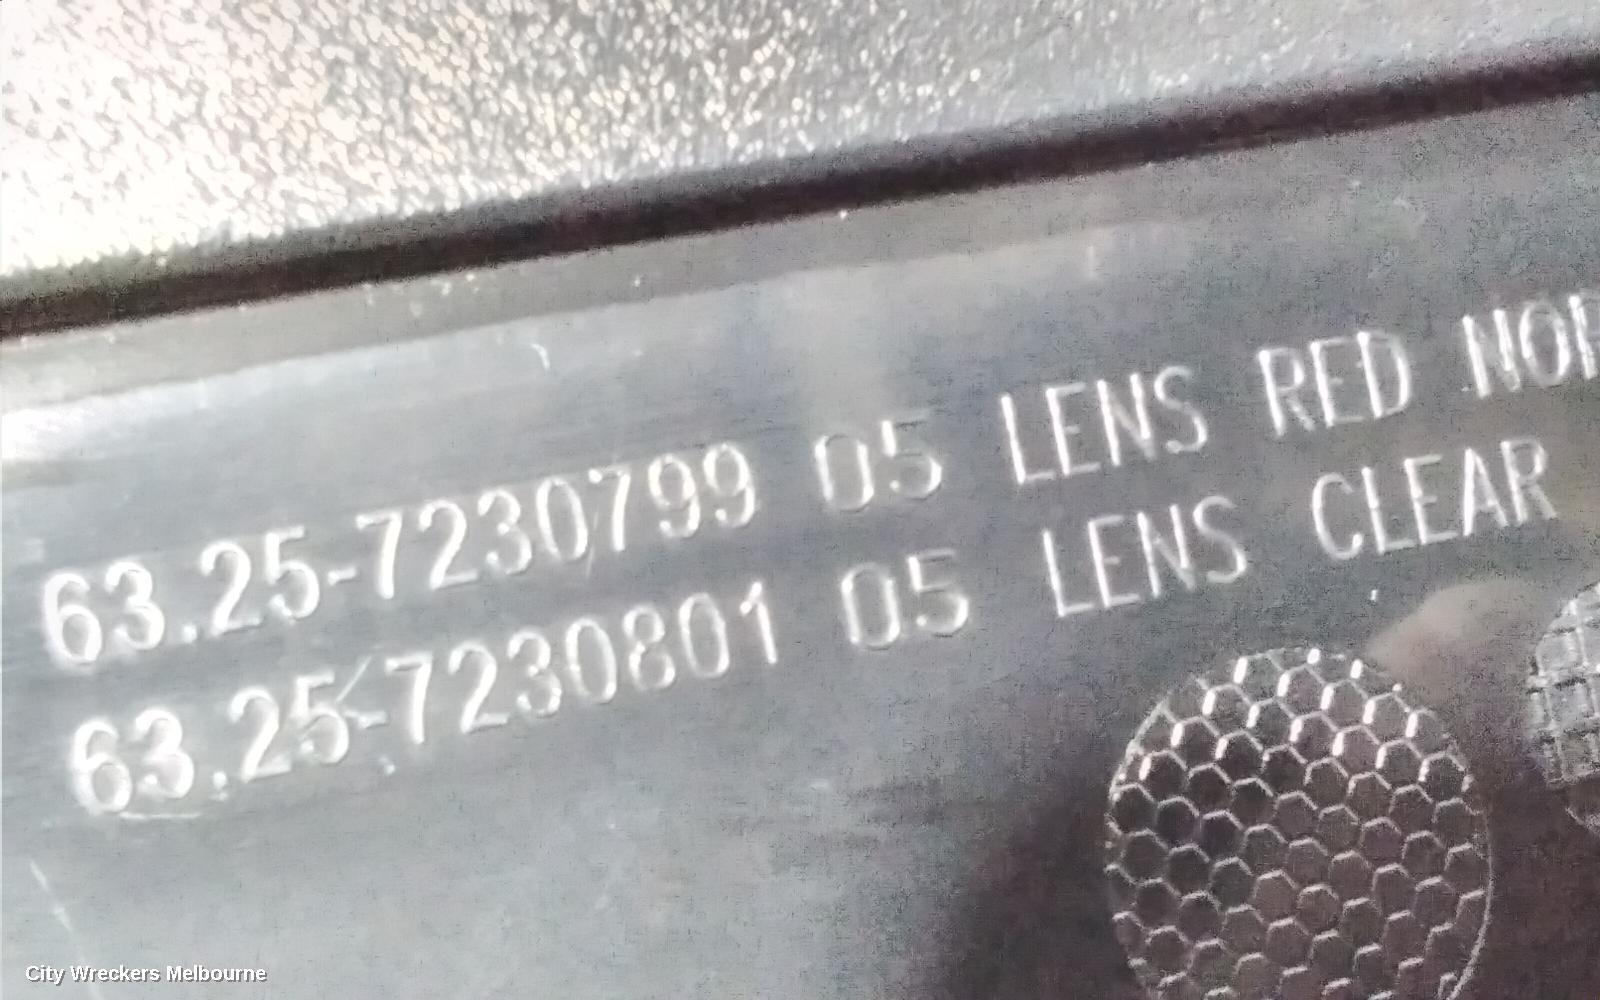 63.25-7230799 05 LENS RED
63.25-7230801 05 LENS CLEAR
City Wreckers Melbourne